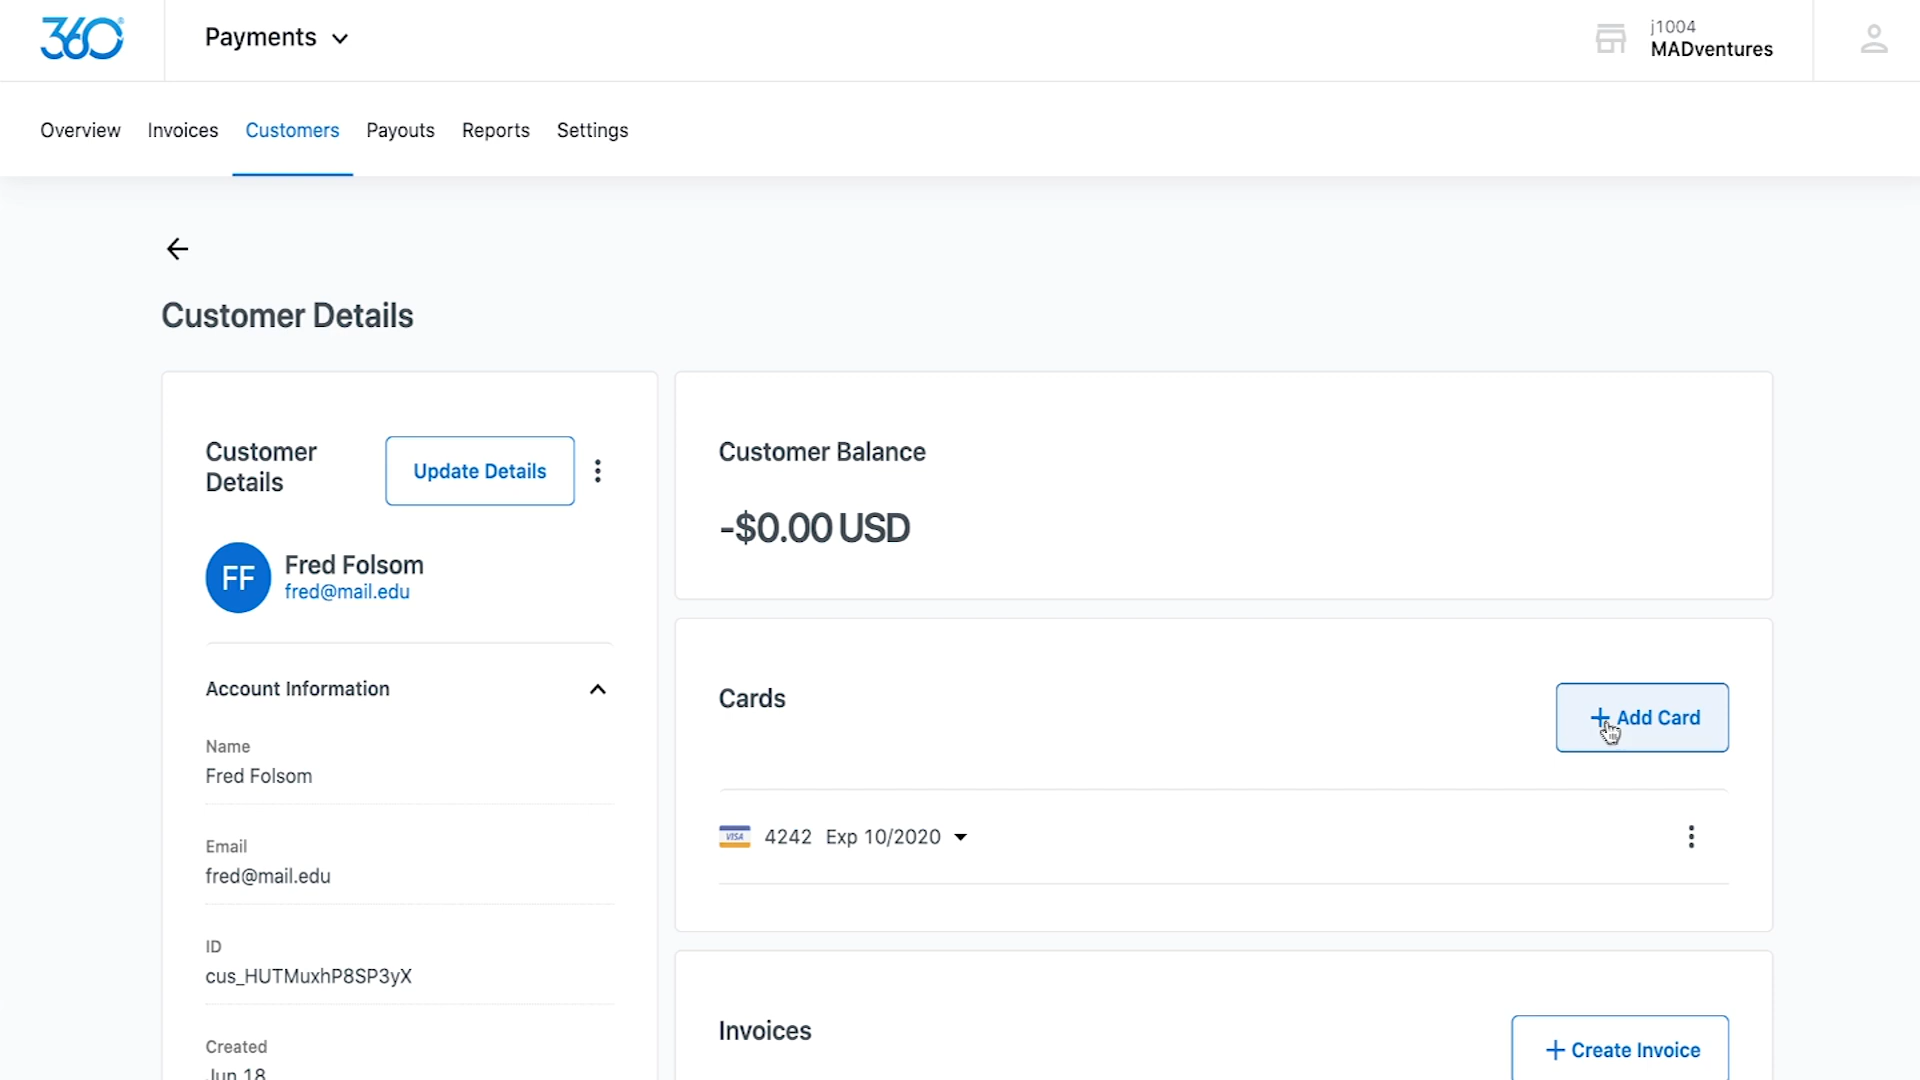 360
Payments
j1004
MADventures
Overview Invoices Customers Payouts Reports Settings
Customer Details
Customer
Details
Update Details
FF
Fred Folsom
fred@mail.edu
Account Information
Name
Fred Folsom
Email
fred@mail.edu
ID
cus_HUTMuxhP8SP3yX
Created
Jun 18
Customer Balance
-$0.00 USD
Cards
+ Add Card
VISA 4242 Exp 10/2020
Invoices
+ Create Invoice